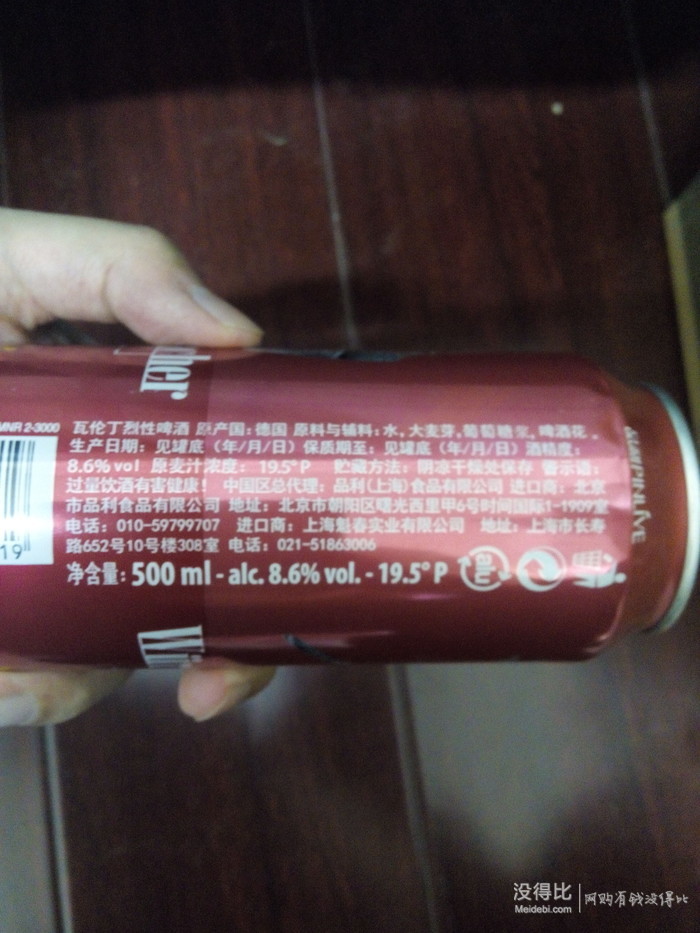 cher
MNR 2-3000
瓦伦丁烈性啤酒 原产国:德国 原料与辅料:水,大麦芽,葡萄糖浆,啤酒花。
生产日期: 见罐底 (年/月/日) 保质期至: 见罐底 (年/月/日) 酒精度:
8.6%vol 原麦汁浓度: 19.5°P 贮藏方法: 阴凉干燥处保存 警示语:
过量饮酒有害健康! 中国区总代理: 品利(上海)食品有限公司 进口商: 北京
市品利食品有限公司 地址: 北京市朝阳区曙光西里甲6号时间国际1-1909室
电话: 010-59799707 进口商: 上海魁春实业有限公司 地址: 上海市长寿
路652号10号楼308室 电话: 021-51863006
净含量: 500 ml - alc. 8.6% vol. - 19.5° P
19
W
没得比
Meidebi.com
网购有钱没得比